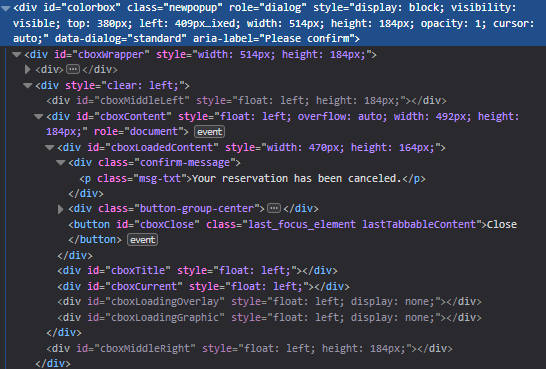 <div id="colorbox" class="newpopup" role="dialog" style="display: block; visibility:
visible; top: 380px; left: 409px_ixed; width: 514px; height: 184px; opacity: 1; cursor:
auto;" data-dialog="standard" aria-label="Please confirm">
<div id="cboxWrapper" style="width: 514px; height: 184px;">
<div> ⋯ </div>
<div style="clear: left;">
<div id="cboxMiddleLeft" style="float: left; height: 184px;"></div>
<div id="cboxContent" style="float: left; overflow: auto; width: 492px; height:
184px;" role="document"> event
<div id="cboxLoadedContent" style="width: 470px; height: 164px;">
<div class="confirm-message">
<p class="msg-txt">Your reservation has been canceled.</p>
</div>
<div class="button-group-center"> ⋯ </div>
<button id="cboxClose" class="last_focus_element lastTabbableContent">Close
</button> event
</div>
<div id="cboxTitle" style="float: left;"></div>
<div id="cboxCurrent" style="float: left;"></div>
<div id="cboxLoadingOverlay" style="float: left; display: none;"></div>
<div id="cboxLoadingGraphic" style="float: left; display: none;"></div>
</div>
<div id="cboxMiddleRight" style="float: left; height: 184px;"></div>
</div>